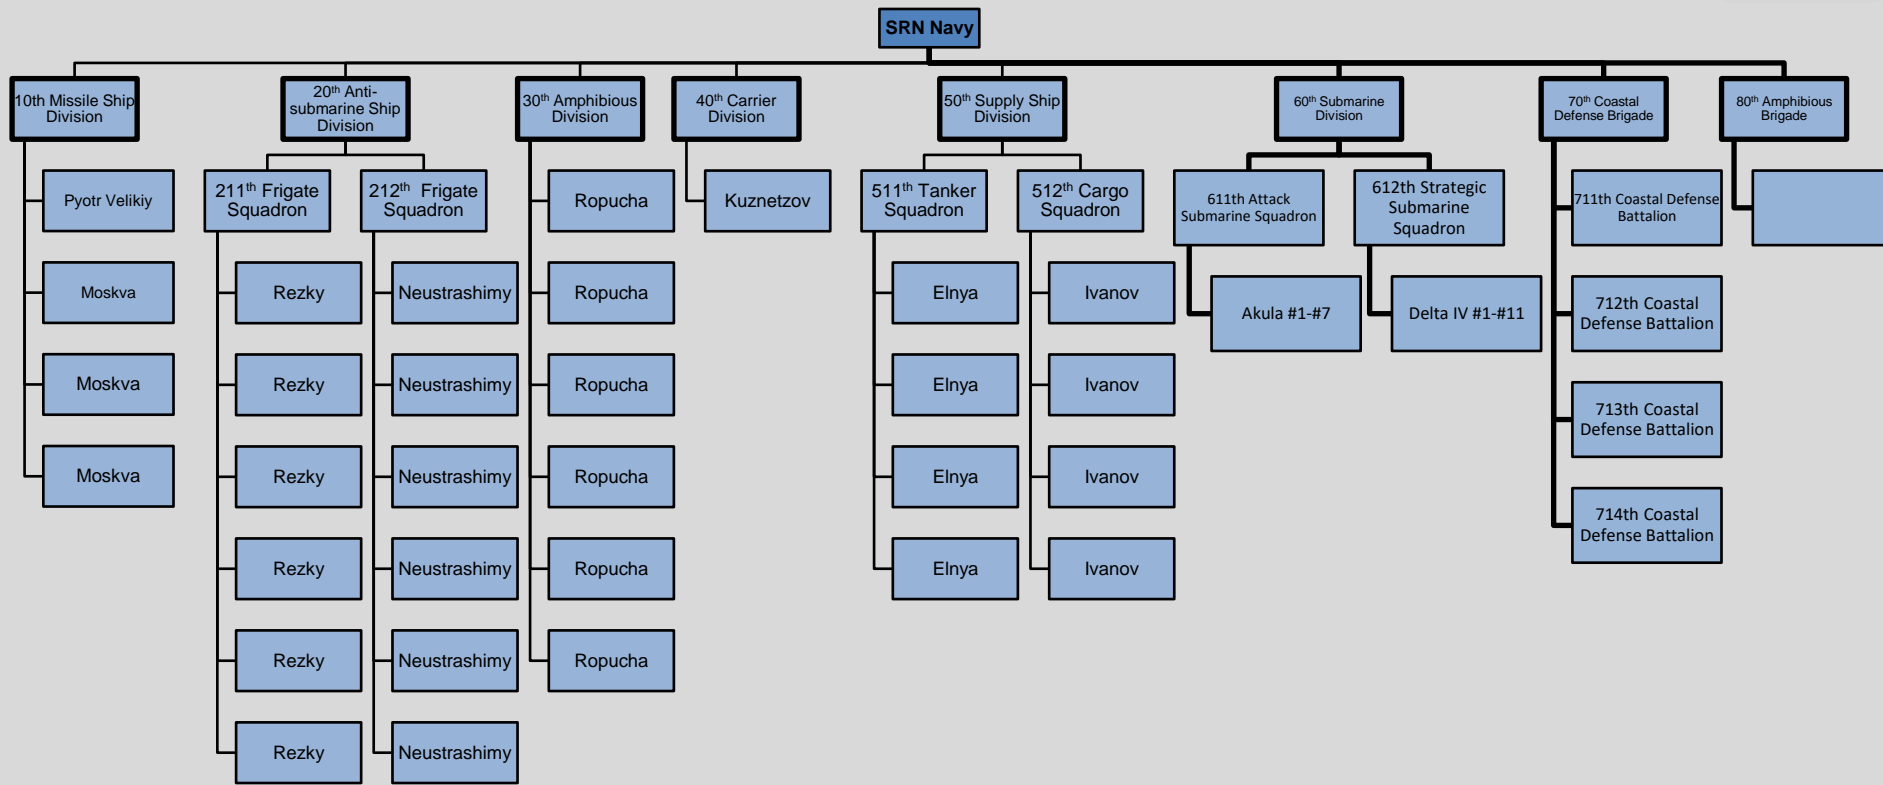 SRN Navy
10th Missile Ship
Division
20th Anti-
submarine Ship
Division
30th Amphibious
Division
40th Carrier
Division
50th Supply Ship
Division
60th Submarine
Division
70th Coastal
Defense Brigade
80th Amphibious
Brigade
Pyotr Velikiy
Moskva
Moskva
Moskva
211th Frigate
Squadron
Rezky
Rezky
Rezky
Rezky
Rezky
Rezky
212th Frigate
Squadron
Neustrashimy
Neustrashimy
Neustrashimy
Neustrashimy
Neustrashimy
Neustrashimy
Ropucha
Ropucha
Ropucha
Ropucha
Ropucha
Ropucha
Kuznetzov
511th Tanker
Squadron
Elnya
Elnya
Elnya
Elnya
512th Cargo
Squadron
Ivanov
Ivanov
Ivanov
Ivanov
611th Attack
Submarine Squadron
Akula #1-#7
612th Strategic
Submarine
Squadron
Delta IV #1-#11
711th Coastal Defense
Battalion
712th Coastal
Defense Battalion
713th Coastal
Defense Battalion
714th Coastal
Defense Battalion